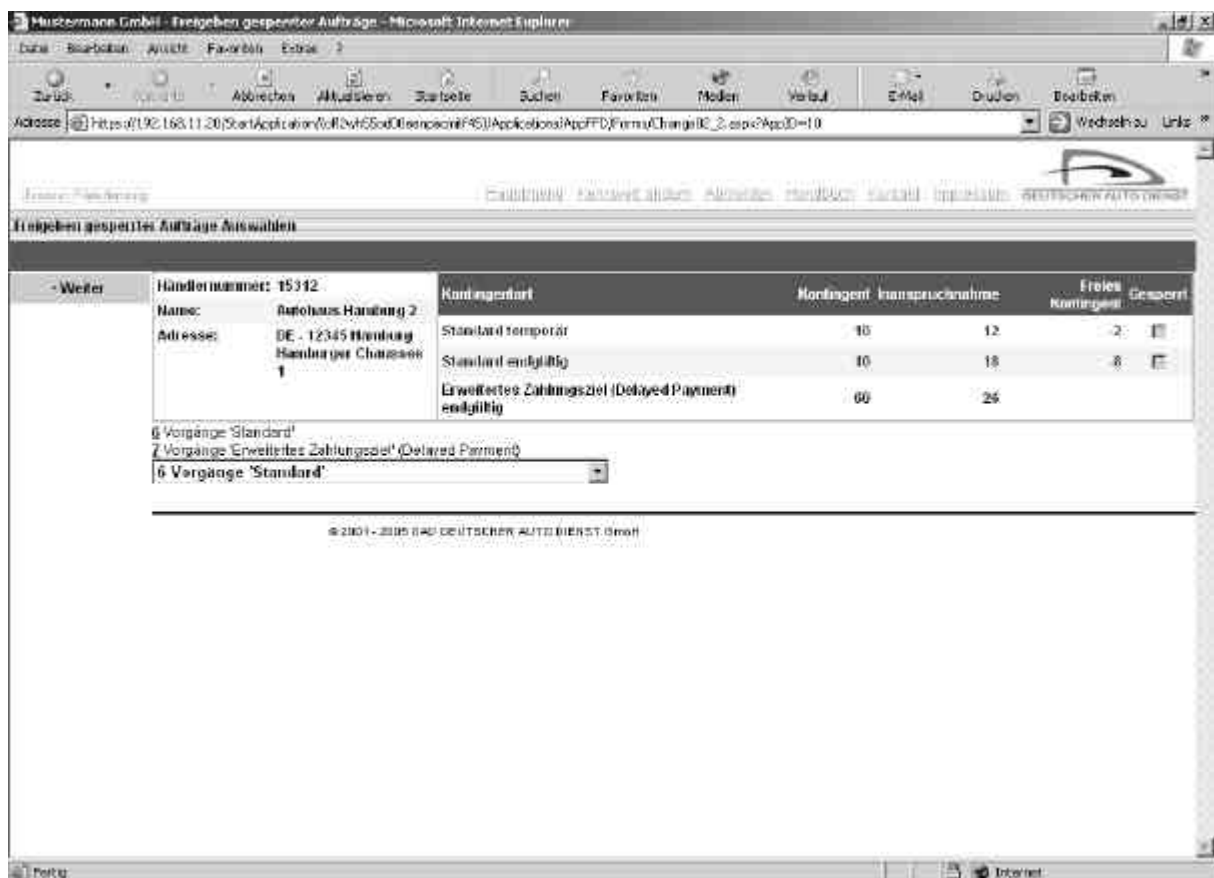 Mustermann GmbH - Freigeben gesperrter Aufträge - Microsoft Internet Explorer
Datei Bearbeiten Ansicht Favoriten Extras ?
Zurück Abbrechen Aktualisieren Startseite Suchen Favoriten Medien Verlauf E-Mail Drucken Bearbeiten
Adresse Wechseln zu Links
Hauptmenü Passwort ändern Abmelden Handbuch Kontakt Impressum DEUTSCHER AUTO DIENST
Freigeben gesperrter Aufträge Auswählen
· Weiter
Händlernummer: 15312
Name: Autohaus Hamburg 2
Adresse: DE - 12345 Hamburg
Hamburger Chaussee
1
Kontingentart Kontingent Inanspruchnahme Freies Kontingent Gesperrt
Standard temporär 10 12 -2
Standard endgültig 10 18 -8
Erweitertes Zahlungsziel (Delayed Payment) endgültig 60 26
6 Vorgänge 'Standard'
7 Vorgänge 'Erweitertes Zahlungsziel' (Delayed Payment)
6 Vorgänge 'Standard'
© 2001 - 2005 DAD DEUTSCHER AUTO DIENST GmbH
Fertig Internet